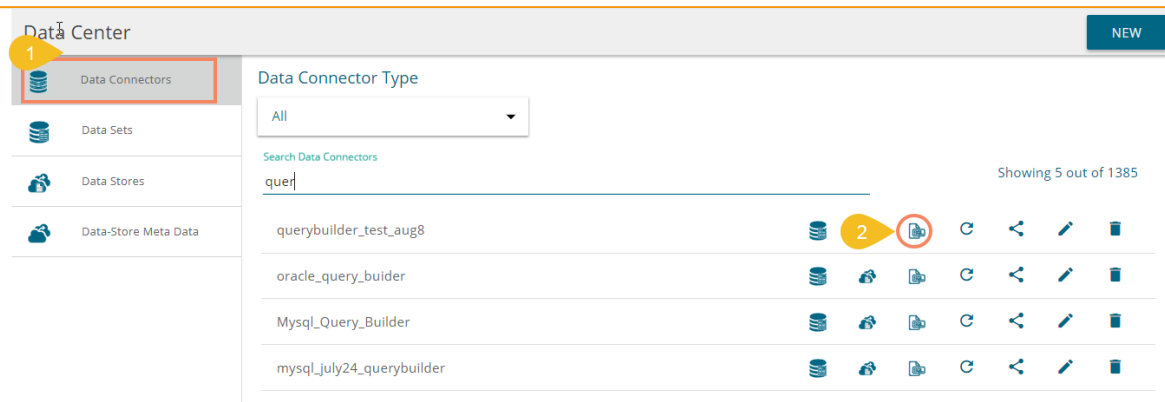 Data Center
NEW
1
Data Connectors
Data Sets
Data Stores
Data-Store Meta Data
Data Connector Type
All
Search Data Connectors
quer
Showing 5 out of 1385
querybuilder_test_aug8
2
oracle_query_buider
Mysql_Query_Builder
mysql_july24_querybuilder